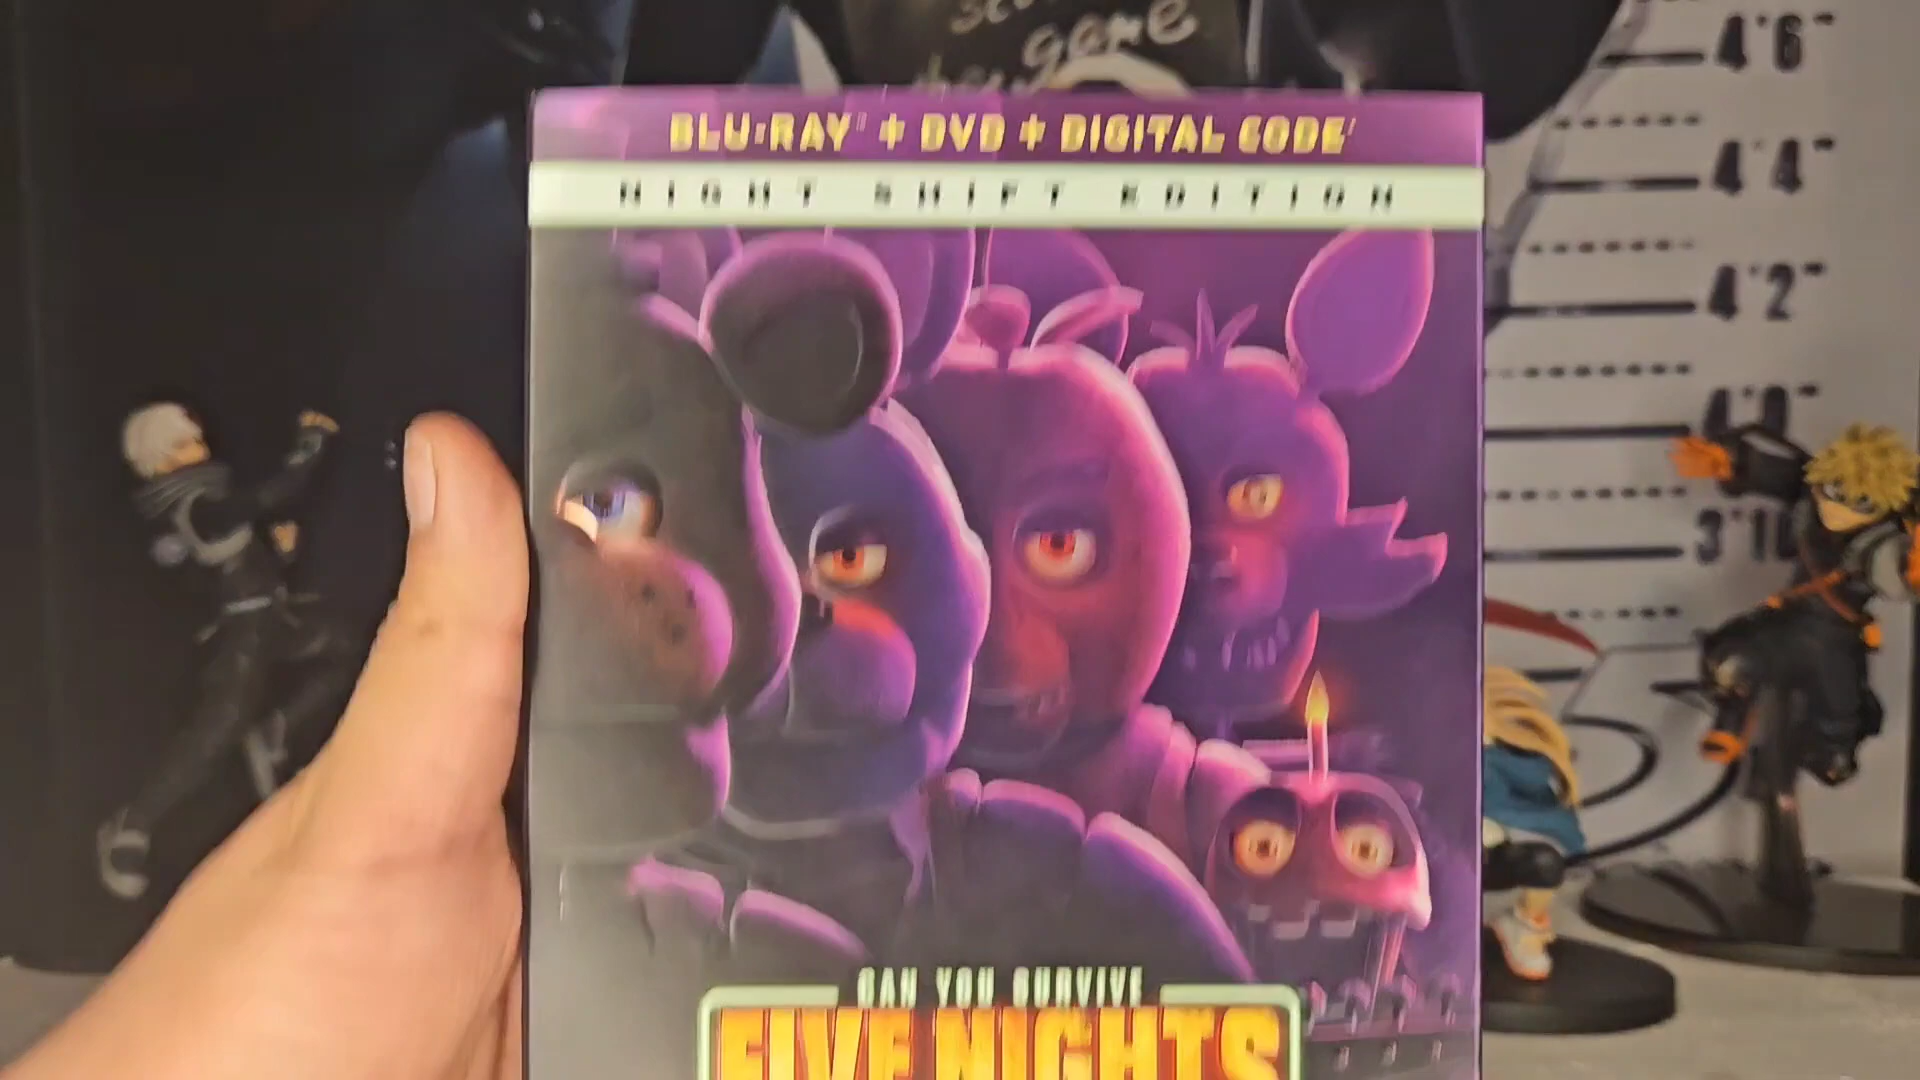 game
4'6"
BLU-RAY + DVD + DIGITAL CODE
NIGHT SHIFT EDITION
4'4"
4'2"
CAN YOU SURVIVE
FIVE NIGHTS